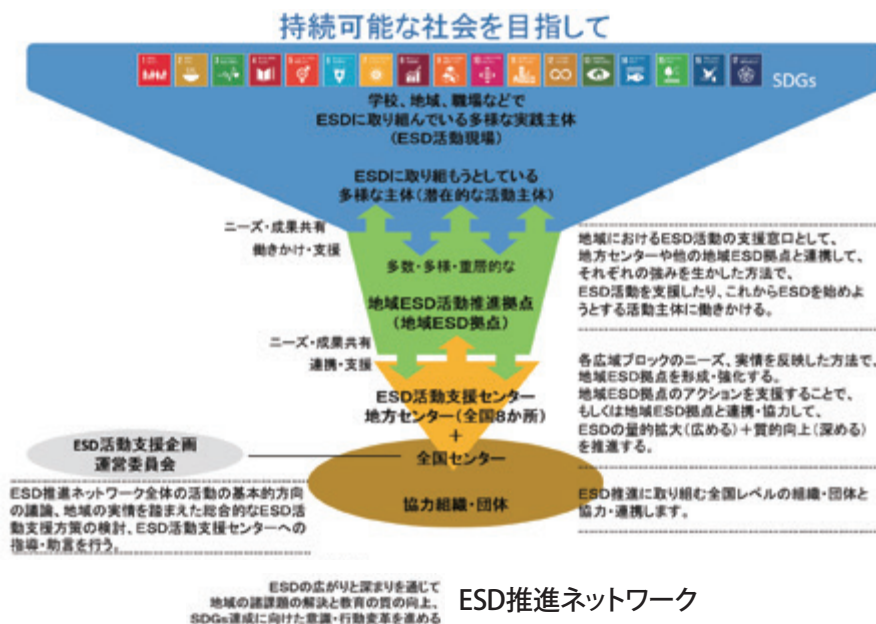 持続可能な社会を目指して
SDGs
学校、地域、職場などで
ESDに取り組んでいる多様な実践主体
(ESD活動現場)
ESDに取り組もうとしている
多様な主体(潜在的な活動主体)
ニーズ・成果共有
働きかけ・支援
多数・多様・重層的な
地域ESD活動推進拠点
(地域ESD拠点)
地域におけるESD活動の支援窓口として、
地方センターや他の地域ESD拠点と連携して、
それぞれの強みを生かした方法で、
ESD活動を支援したり、これからESDを始めよ
うとする活動主体に働きかける。
ニーズ・成果共有
連携・支援
ESD活動支援センター
地方センター(全国8か所)
+
全国センター
協力組織・団体
各広域ブロックのニーズ、実情を反映した方法で、
地域ESD拠点を形成・強化する。
地域ESD拠点のアクションを支援することで、
もしくは地域ESD拠点と連携・協力して、
ESDの量的拡大(広める)+質的向上(深める)
を推進する。
ESD活動支援企画
運営委員会
ESD推進ネットワーク全体の活動の基本的方向
の議論、地域の実情を踏まえた総合的なESD活
動支援方策の検討、ESD活動支援センターへの
指導・助言を行う。
ESD推進に取り組む全国レベルの組織・団体と
協力・連携します。
ESDの広がりと深まりを通じて
地域の諸課題の解決と教育の質の向上、
SDGs達成に向けた意識・行動変革を進める
ESD推進ネットワーク